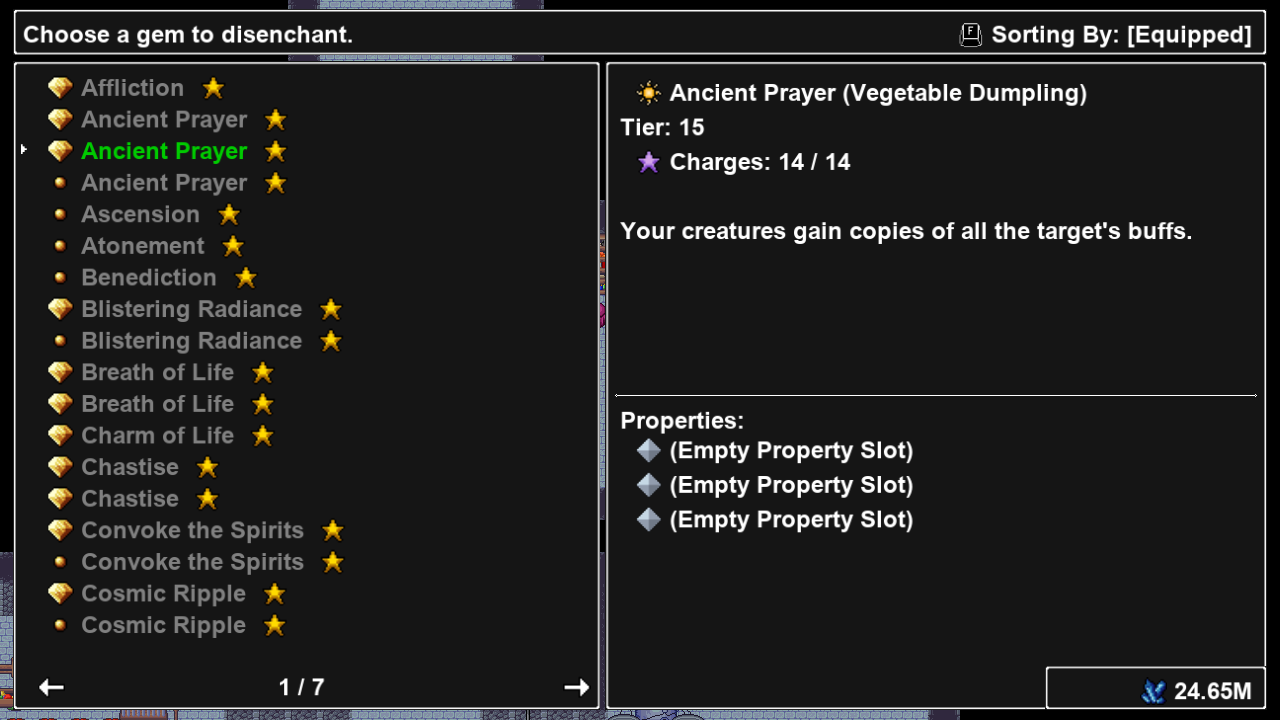 Choose a gem to disenchant.
F Sorting By: [Equipped]
Affliction
Ancient Prayer
Ancient Prayer
Ancient Prayer
Ascension
Atonement
Benediction
Blistering Radiance
Blistering Radiance
Breath of Life
Breath of Life
Charm of Life
Chastise
Chastise
Convoke the Spirits
Convoke the Spirits
Cosmic Ripple
Cosmic Ripple
1 / 7
Ancient Prayer (Vegetable Dumpling)
Tier: 15
Charges: 14 / 14
Your creatures gain copies of all the target's buffs.
Properties:
(Empty Property Slot)
(Empty Property Slot)
(Empty Property Slot)
24.65M